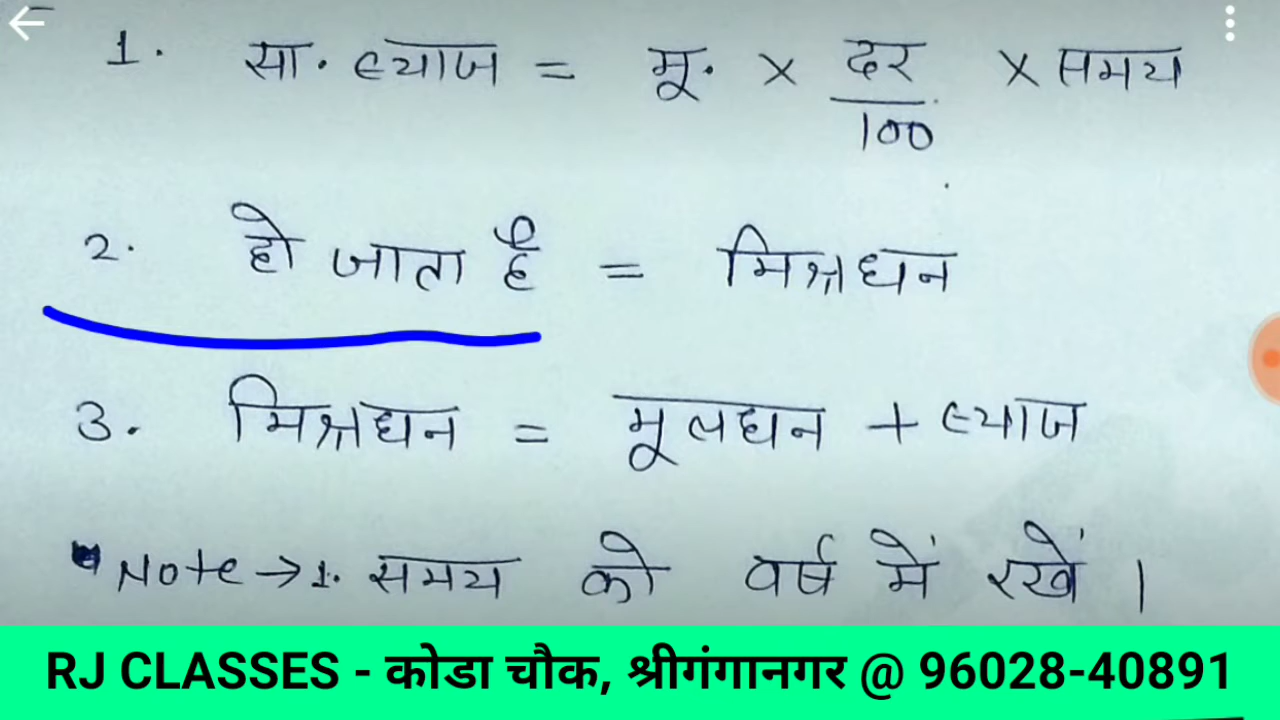 1. सा. ब्याज = मू. × दर/100 × समय
2. हो जाता है = मिश्रधन
3. मिश्रधन = मूलधन + ब्याज
Note → 1. समय को वर्ष में रखें ।
RJ CLASSES - कोडा चौक, श्रीगंगानगर @ 96028-40891